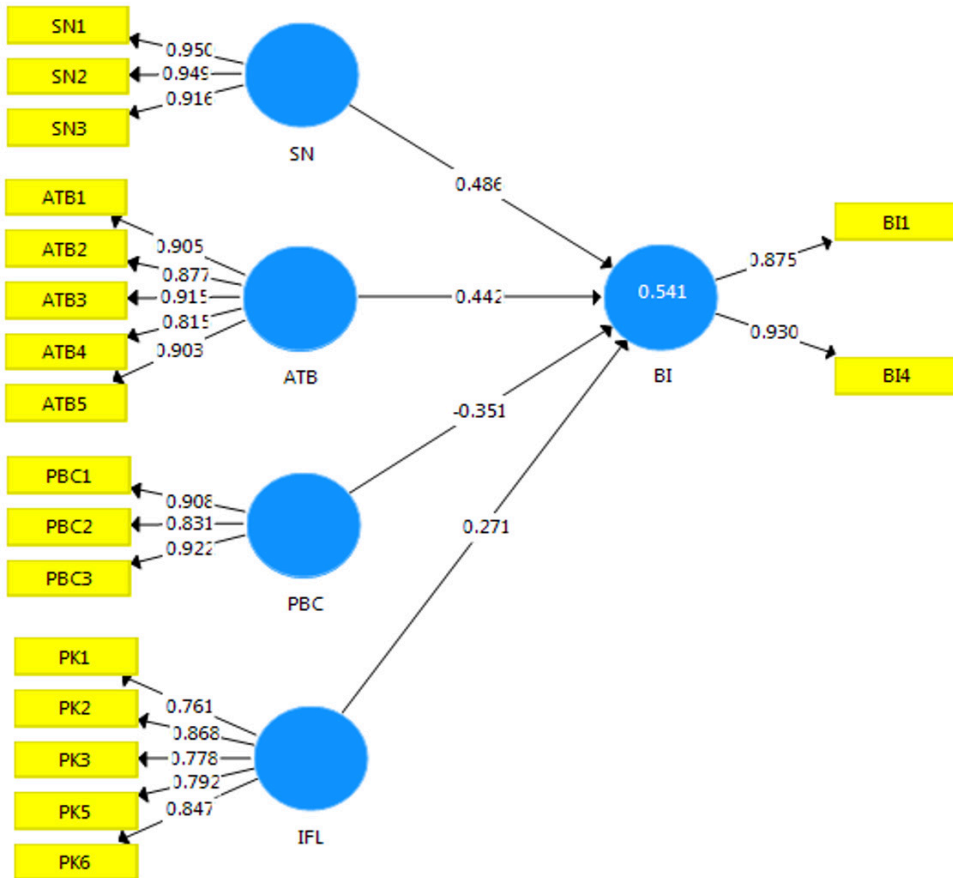 SN1
SN2
SN3
0.950
0.949
0.916
SN
0.486
ATB1
ATB2
ATB3
ATB4
ATB5
0.905
0.877
0.915
0.815
0.903
ATB
0.442
0.541
BI
0.875
0.930
BI1
BI4
PBC1
PBC2
PBC3
0.908
0.831
0.922
PBC
-0.351
PK1
PK2
PK3
PK5
PK6
0.761
0.868
0.778
0.792
0.847
IFL
0.271